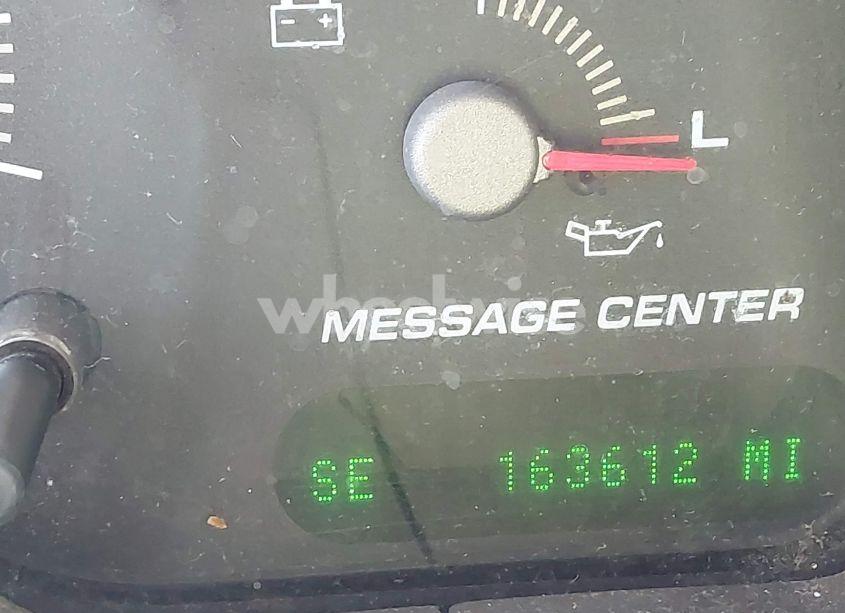 L
MESSAGE CENTER
SE 163612 MI